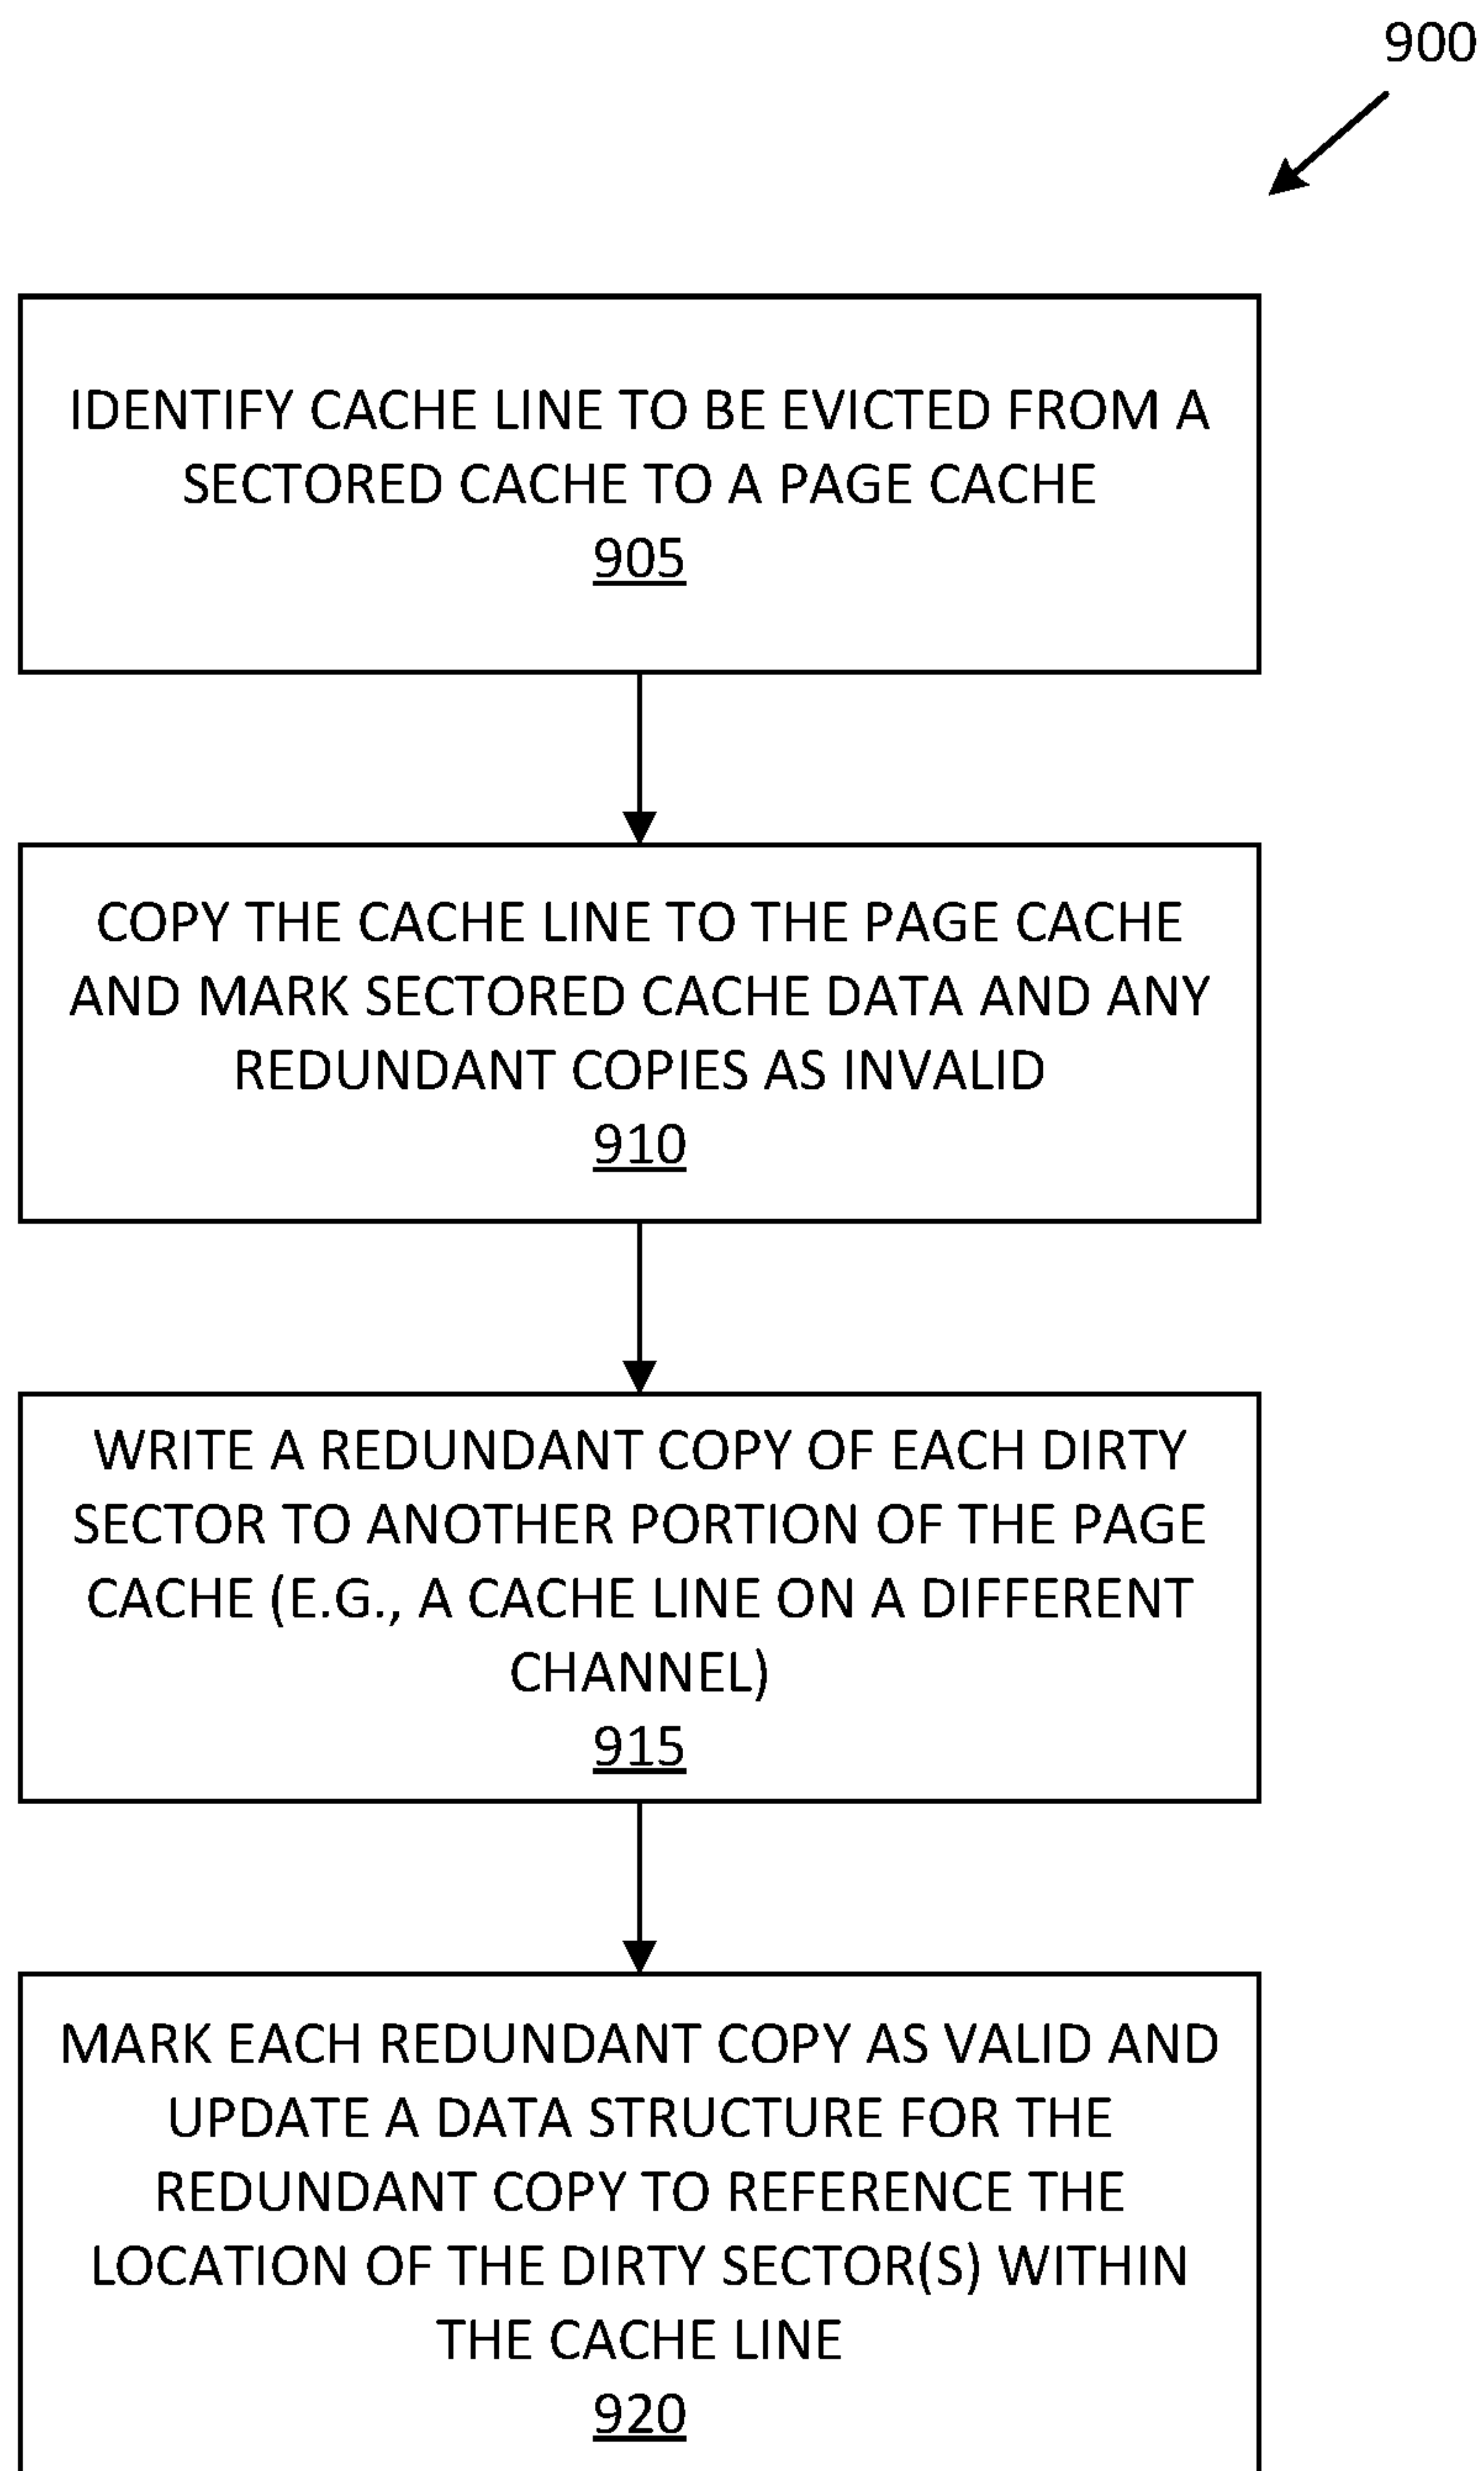 900
IDENTIFY CACHE LINE TO BE EVICTED FROM A
SECTORED CACHE TO A PAGE CACHE
905
COPY THE CACHE LINE TO THE PAGE CACHE
AND MARK SECTORED CACHE DATA AND ANY
REDUNDANT COPIES AS INVALID
910
WRITE A REDUNDANT COPY OF EACH DIRTY
SECTOR TO ANOTHER PORTION OF THE PAGE
CACHE (E.G., A CACHE LINE ON A DIFFERENT
CHANNEL)
915
MARK EACH REDUNDANT COPY AS VALID AND
UPDATE A DATA STRUCTURE FOR THE
REDUNDANT COPY TO REFERENCE THE
LOCATION OF THE DIRTY SECTOR(S) WITHIN
THE CACHE LINE
920